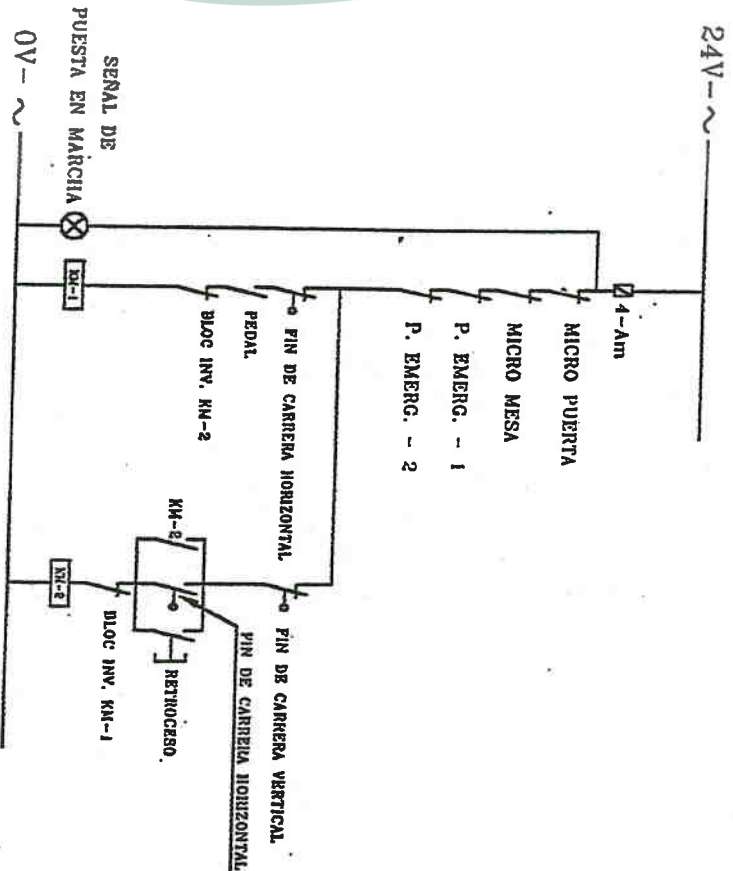 24V-~
4-Am
MICRO PUERTA
MICRO MESA
P. EMERG. - 1
P. EMERG. - 2
FIN DE CARRERA HORIZONTAL
PEDAL
BLOC INV. KM-2
KM-1
FIN DE CARRERA VERTICAL
KM-2
FIN DE CARRERA HORIZONTAL
RETROCESO.
BLOC INV. KM-1
KM-2
SEÑAL DE
PUESTA EN MARCHA
0V-~